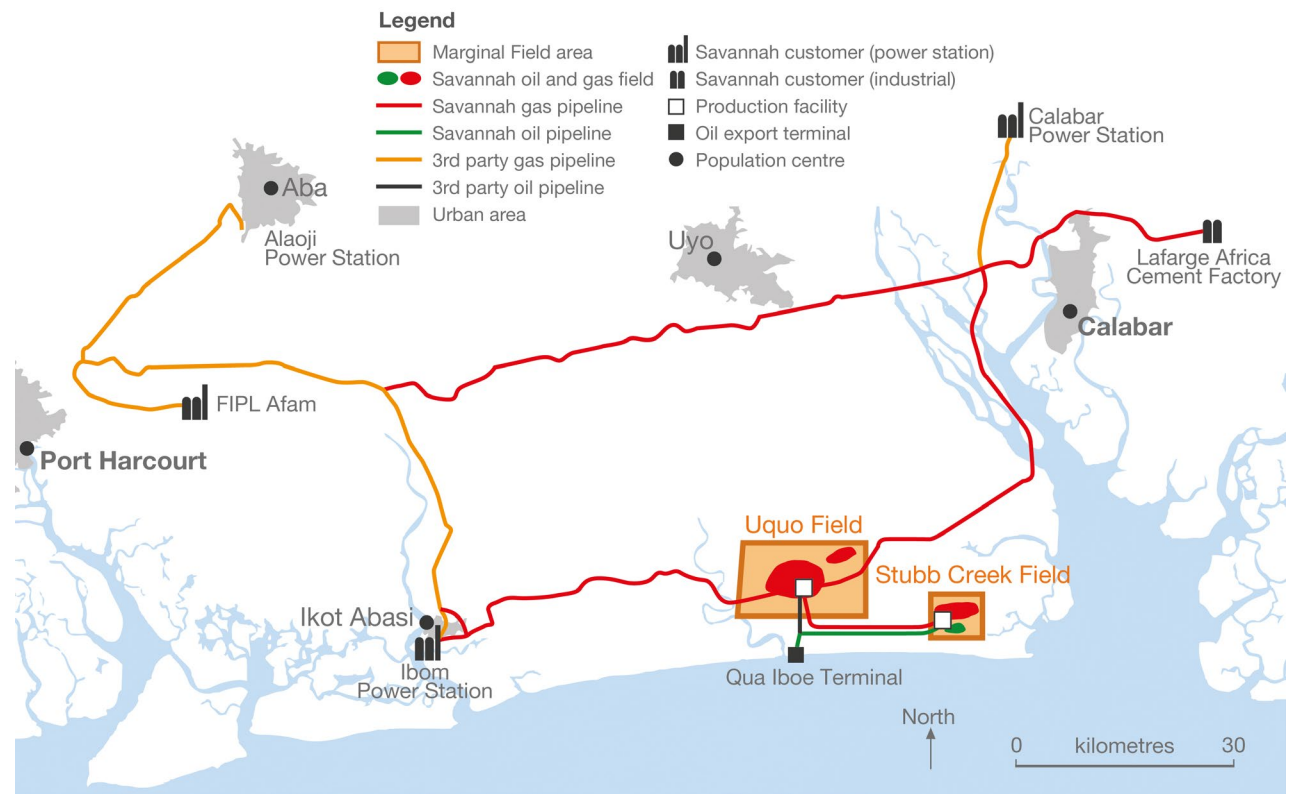 Legend
Marginal Field area
Savannah oil and gas field
Savannah gas pipeline
Savannah oil pipeline
3rd party gas pipeline
3rd party oil pipeline
Urban area
Savannah customer (power station)
Savannah customer (industrial)
Production facility
Oil export terminal
Population centre
Calabar
Power Station
Aba
Alaoji
Power Station
Uyo
Lafarge Africa
Cement Factory
Calabar
FIPL Afam
Port Harcourt
Uquo Field
Stubb Creek Field
Ikot Abasi
Ibom
Power Station
Qua Iboe Terminal
North
0 kilometres 30